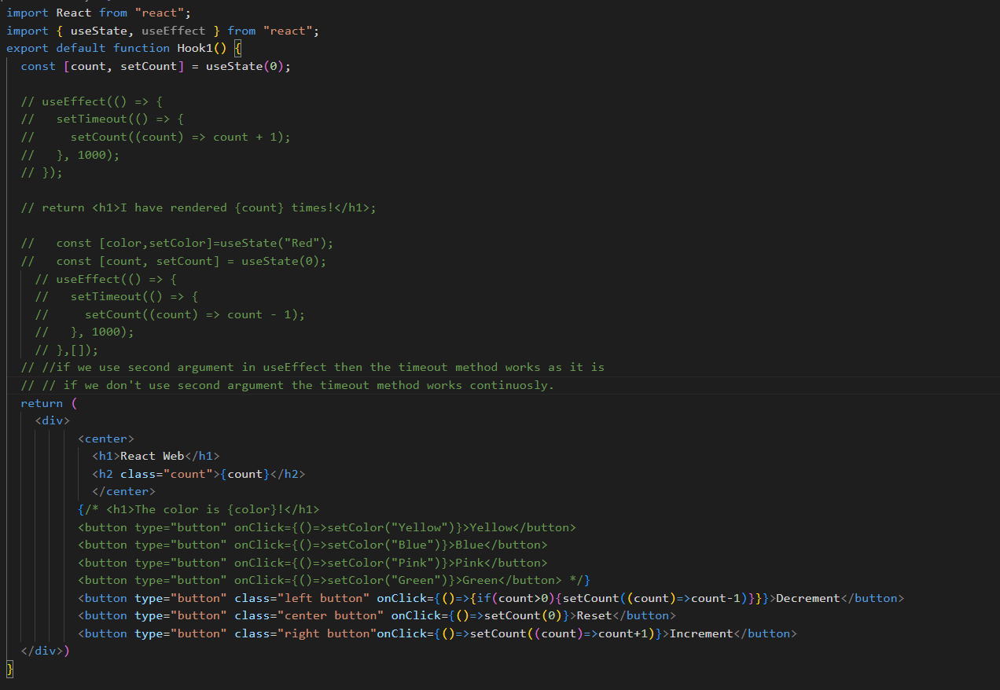 import React from "react";
import { useState, useEffect } from "react";
export default function Hook1() {
  const [count, setCount] = useState(0);

  // useEffect(() => {
  //   setTimeout(() => {
  //     setCount((count) => count + 1);
  //   }, 1000);
  // });

  // return <h1>I have rendered {count} times!</h1>;

  //   const [color,setColor]=useState("Red");
  //   const [count, setCount] = useState(0);
    // useEffect(() => {
    //   setTimeout(() => {
    //     setCount((count) => count - 1);
    //   }, 1000);
    // },[]);
  // //if we use second argument in useEffect then the timeout method works as it is
  // // if we don't use second argument the timeout method works continuosly.
  return (
    <div>
          <center>
            <h1>React Web</h1>
            <h2 class="count">{count}</h2>
            </center>
          {/* <h1>The color is {color}!</h1>
          <button type="button" onClick={()=>setColor("Yellow")}>Yellow</button>
          <button type="button" onClick={()=>setColor("Blue")}>Blue</button>
          <button type="button" onClick={()=>setColor("Pink")}>Pink</button>
          <button type="button" onClick={()=>setColor("Green")}>Green</button> */}
          <button type="button" class="left button" onClick={()=>{if(count>0){setCount((count)=>count-1)}}}>Decrement</button>
          <button type="button" class="center button" onClick={()=>setCount(0)}>Reset</button>
          <button type="button" class="right button"onClick={()=>setCount((count)=>count+1)}>Increment</button>
  </div>)
}